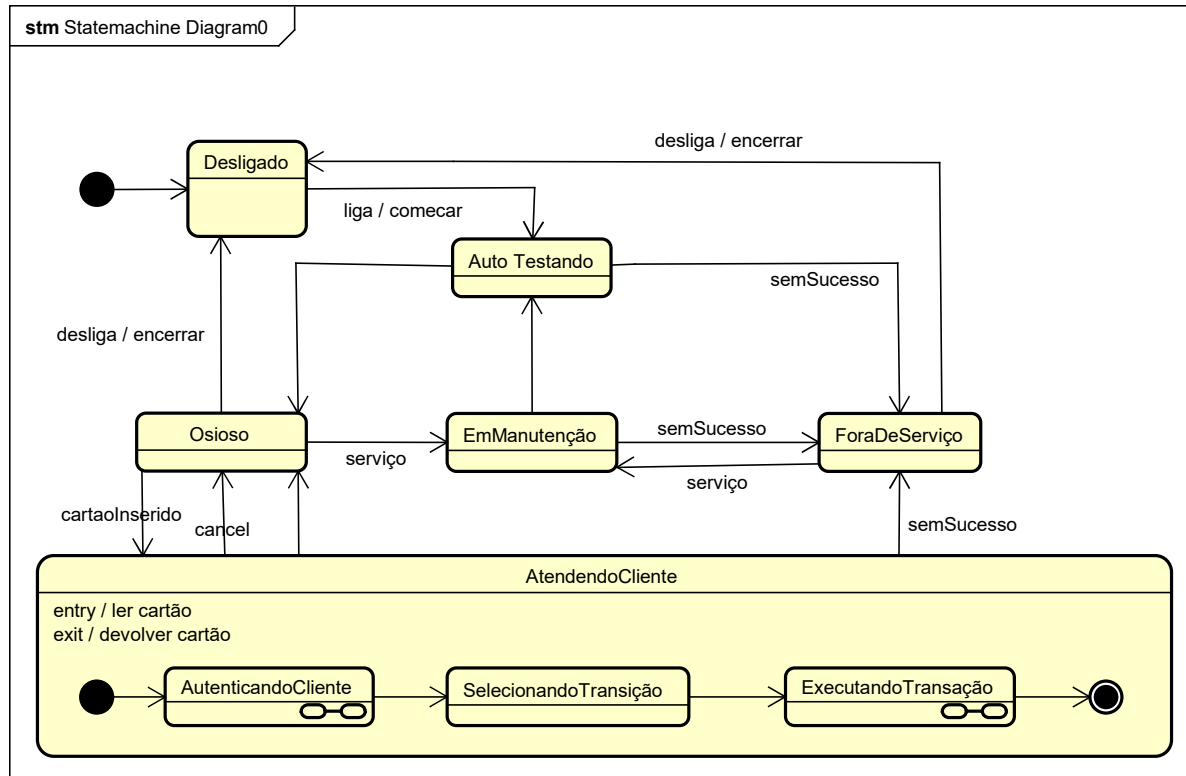 stm Statemachine Diagram0
desliga / encerrar
Desligado
liga / comecar
Auto Testando
semSucesso
desliga / encerrar
Osioso
EmManutenção
semSucesso
ForaDeServiço
serviço
serviço
cartaoInserido
cancel
semSucesso
AtendendoCliente
entry / ler cartão
exit / devolver cartão
AutenticandoCliente
SelecionandoTransição
ExecutandoTransação